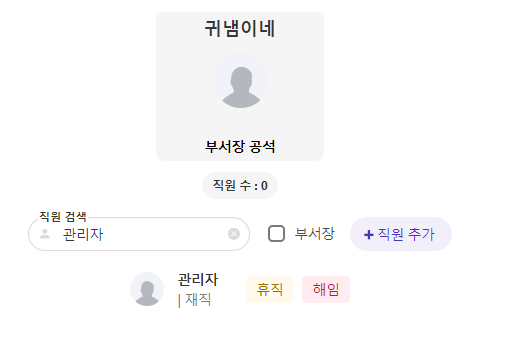 귀냄이네
부서장 공석
직원 수 : 0
직원 검색
관리자
부서장
+ 직원 추가
관리자
| 재직
휴직
해임